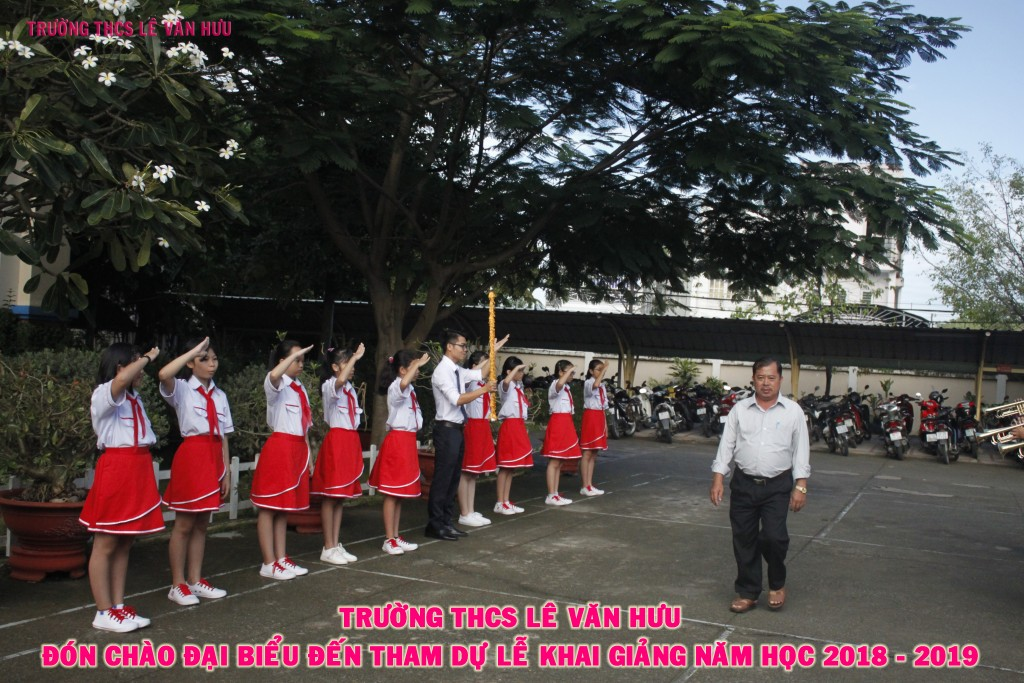 TRƯỜNG THCS LÊ VĂN HƯU
TRƯỜNG THCS LÊ VĂN HƯU
ĐÓN CHÀO ĐẠI BIỂU ĐẾN THAM DỰ LỄ KHAI GIẢNG NĂM HỌC 2018 - 2019